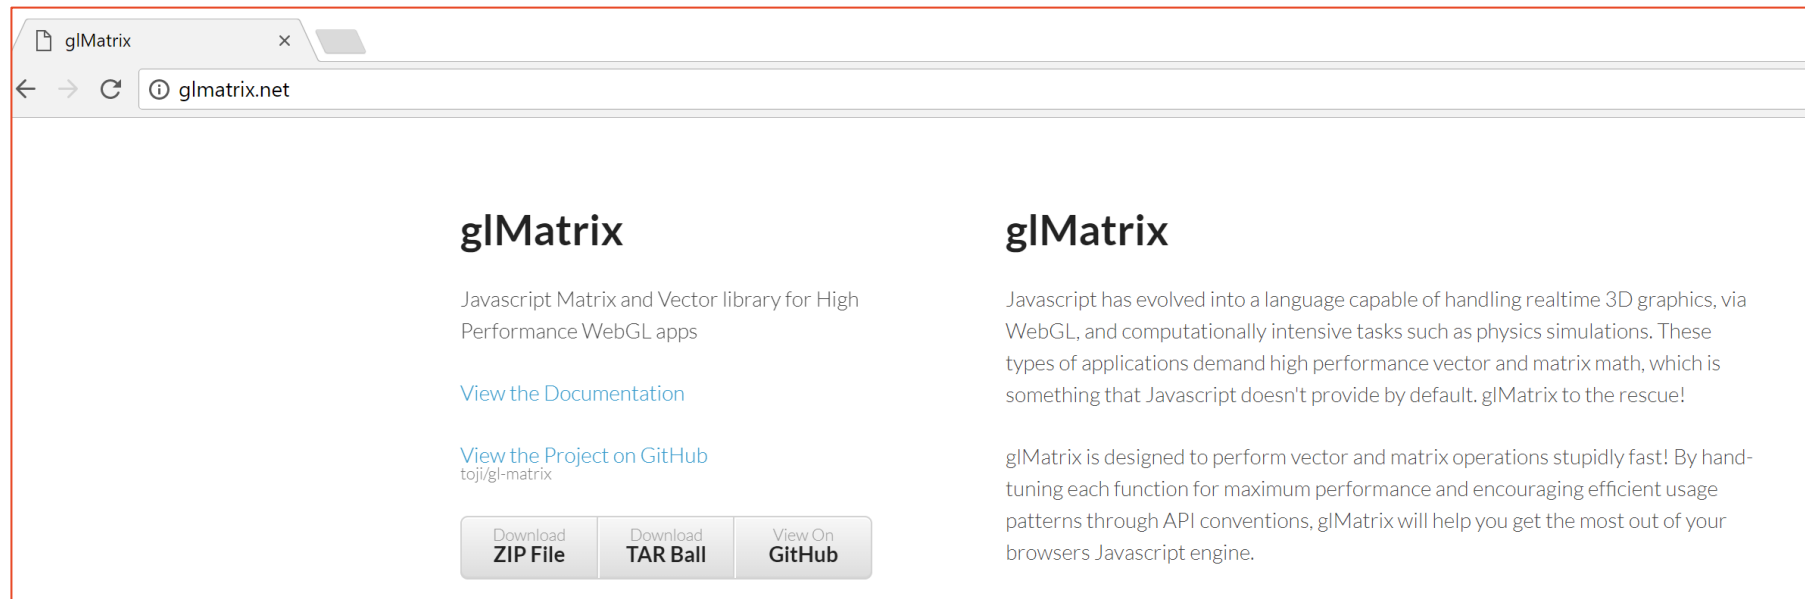 glMatrix
glmatrix.net
glMatrix
Javascript Matrix and Vector library for High
Performance WebGL apps
View the Documentation
View the Project on GitHub
toji/gl-matrix
Download
ZIP File
Download
TAR Ball
View On
GitHub
glMatrix
Javascript has evolved into a language capable of handling realtime 3D graphics, via
WebGL, and computationally intensive tasks such as physics simulations. These
types of applications demand high performance vector and matrix math, which is
something that Javascript doesn't provide by default. glMatrix to the rescue!
glMatrix is designed to perform vector and matrix operations stupidly fast! By hand-
tuning each function for maximum performance and encouraging efficient usage
patterns through API conventions, glMatrix will help you get the most out of your
browsers Javascript engine.